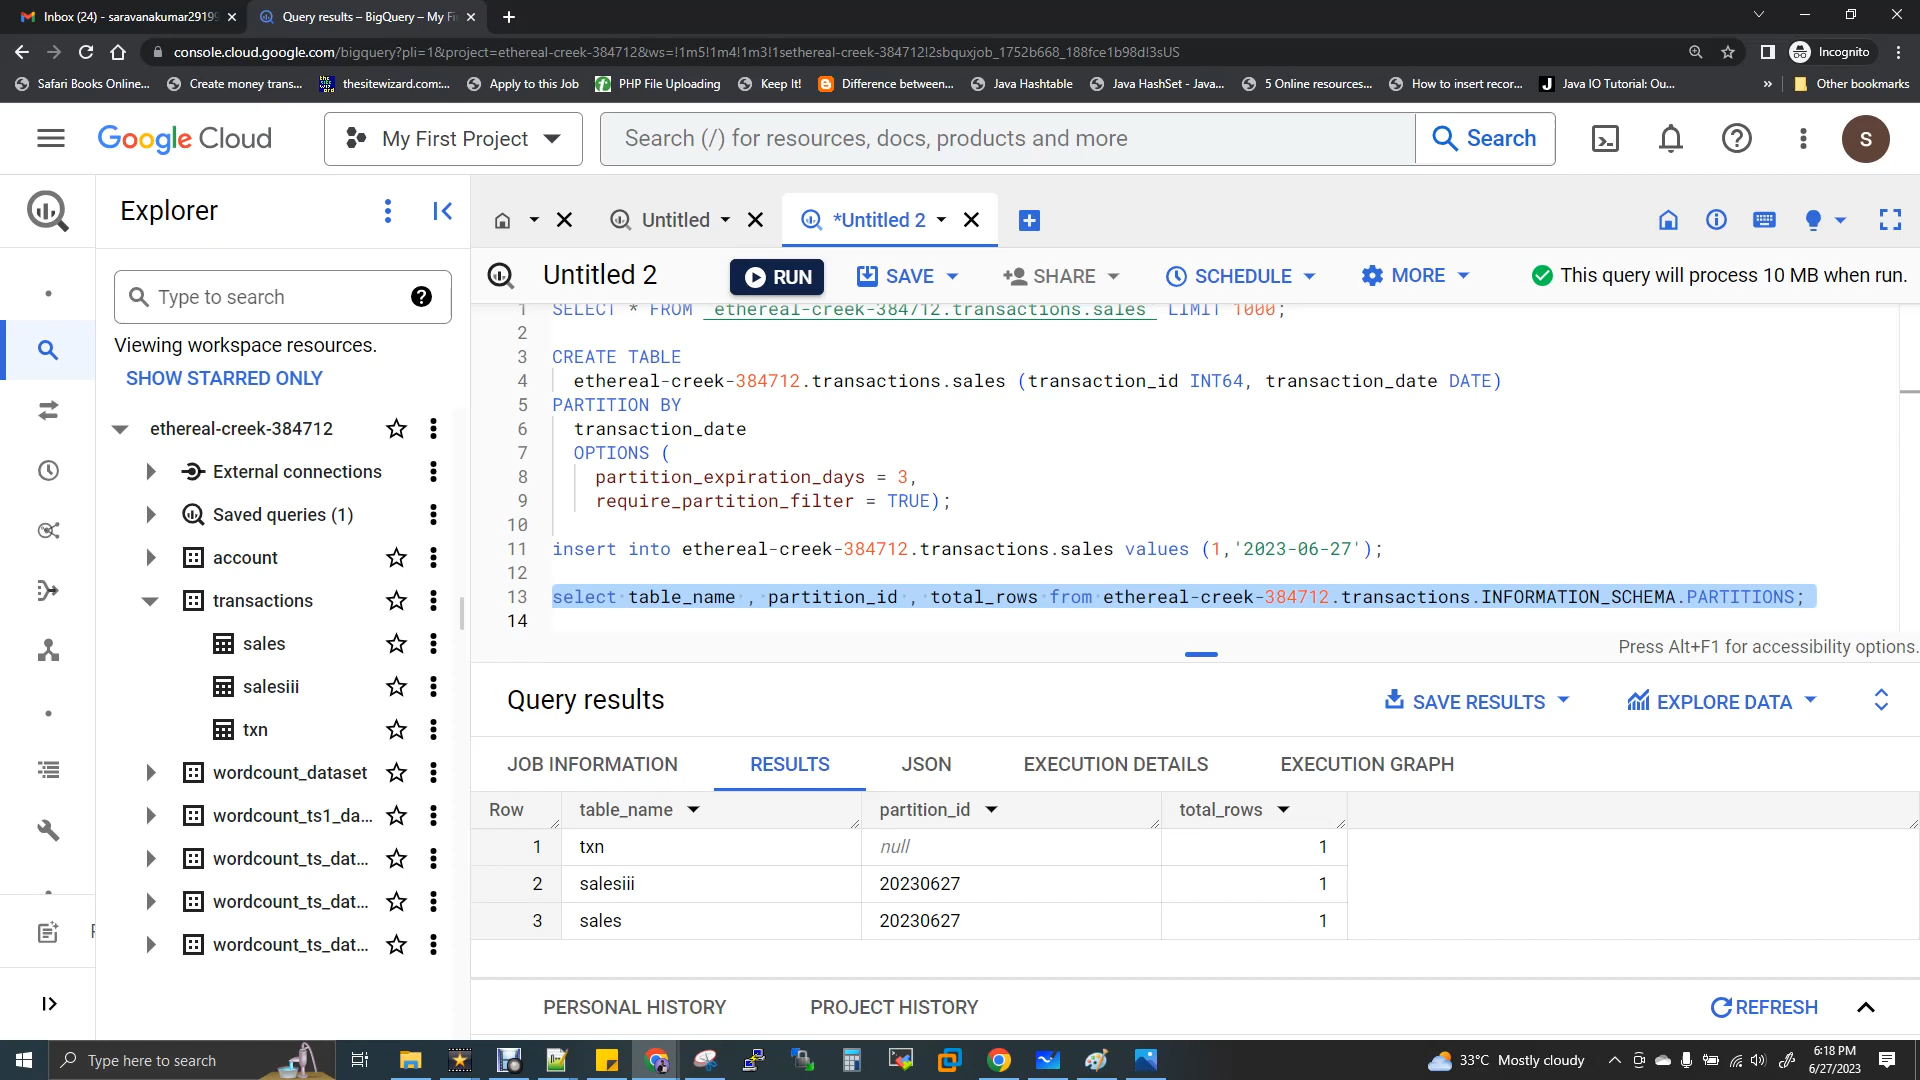 Inbox (24) - saravanakumar29199
Query results – BigQuery – My Fi
console.cloud.google.com/bigquery?pli=1&project=ethereal-creek-384712&ws=!1m5!1m4!1m3!1sethereal-creek-384712!2sbquxjob_1752b668_188fce1b98d!3sUS
Incognito
Safari Books Online...
Create money trans...
thesitewizard.com:...
Apply to this Job
PHP File Uploading
Keep It!
Difference between...
Java Hashtable
Java HashSet - Java...
5 Online resources...
How to insert recor...
Java IO Tutorial: Ou...
»
Other bookmarks
Google Cloud
My First Project
Search (/) for resources, docs, products and more
Search
S
Explorer
Untitled
*Untitled 2
Untitled 2
RUN
SAVE
SHARE
SCHEDULE
MORE
This query will process 10 MB when run.
Type to search
Viewing workspace resources.
SHOW STARRED ONLY
ethereal-creek-384712
External connections
Saved queries (1)
account
transactions
sales
salesiii
txn
wordcount_dataset
wordcount_ts1_da...
wordcount_ts_dat...
wordcount_ts_dat...
wordcount_ts_dat...
1 SELECT * FROM `ethereal-creek-384712.transactions.sales` LIMIT 1000;
2
3 CREATE TABLE
4 ethereal-creek-384712.transactions.sales (transaction_id INT64, transaction_date DATE)
5 PARTITION BY
6 transaction_date
7 OPTIONS (
8 partition_expiration_days = 3,
9 require_partition_filter = TRUE);
10
11 insert into ethereal-creek-384712.transactions.sales values (1,'2023-06-27');
12
13 select table_name , partition_id , total_rows from ethereal-creek-384712.transactions.INFORMATION_SCHEMA.PARTITIONS;
14
Press Alt+F1 for accessibility options.
Query results
SAVE RESULTS
EXPLORE DATA
JOB INFORMATION
RESULTS
JSON
EXECUTION DETAILS
EXECUTION GRAPH
Row table_name partition_id total_rows
1 txn null 1
2 salesiii 20230627 1
3 sales 20230627 1
PERSONAL HISTORY
PROJECT HISTORY
REFRESH
Type here to search
33°C Mostly cloudy
6:18 PM
6/27/2023